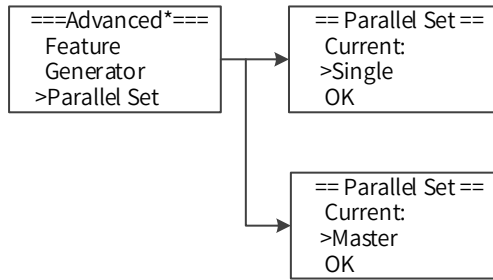 ===Advanced*===
Feature
Generator
>Parallel Set
== Parallel Set ==
Current:
>Single
OK
== Parallel Set ==
Current:
>Master
OK